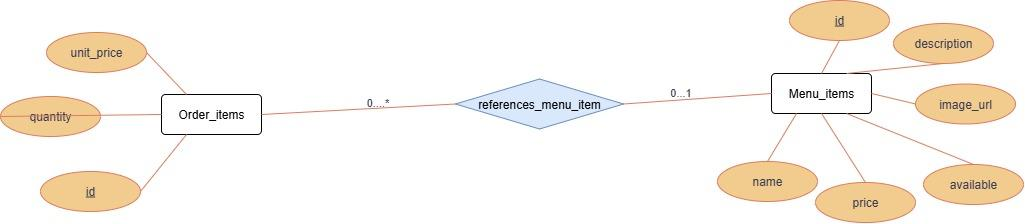 id
description
unit_price
Menu_items
0....*
references_menu_item
0...1
image_url
quantity
Order_items
name
available
id
price